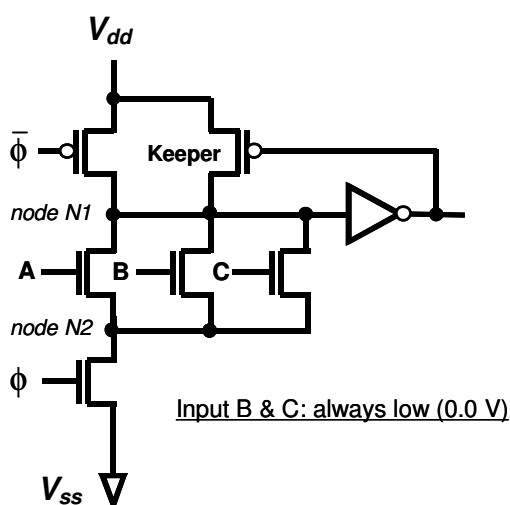 Vdd
ϕ̄
Keeper
node N1
A
B
C
node N2
ϕ
Input B & C: always low (0.0 V)
Vss